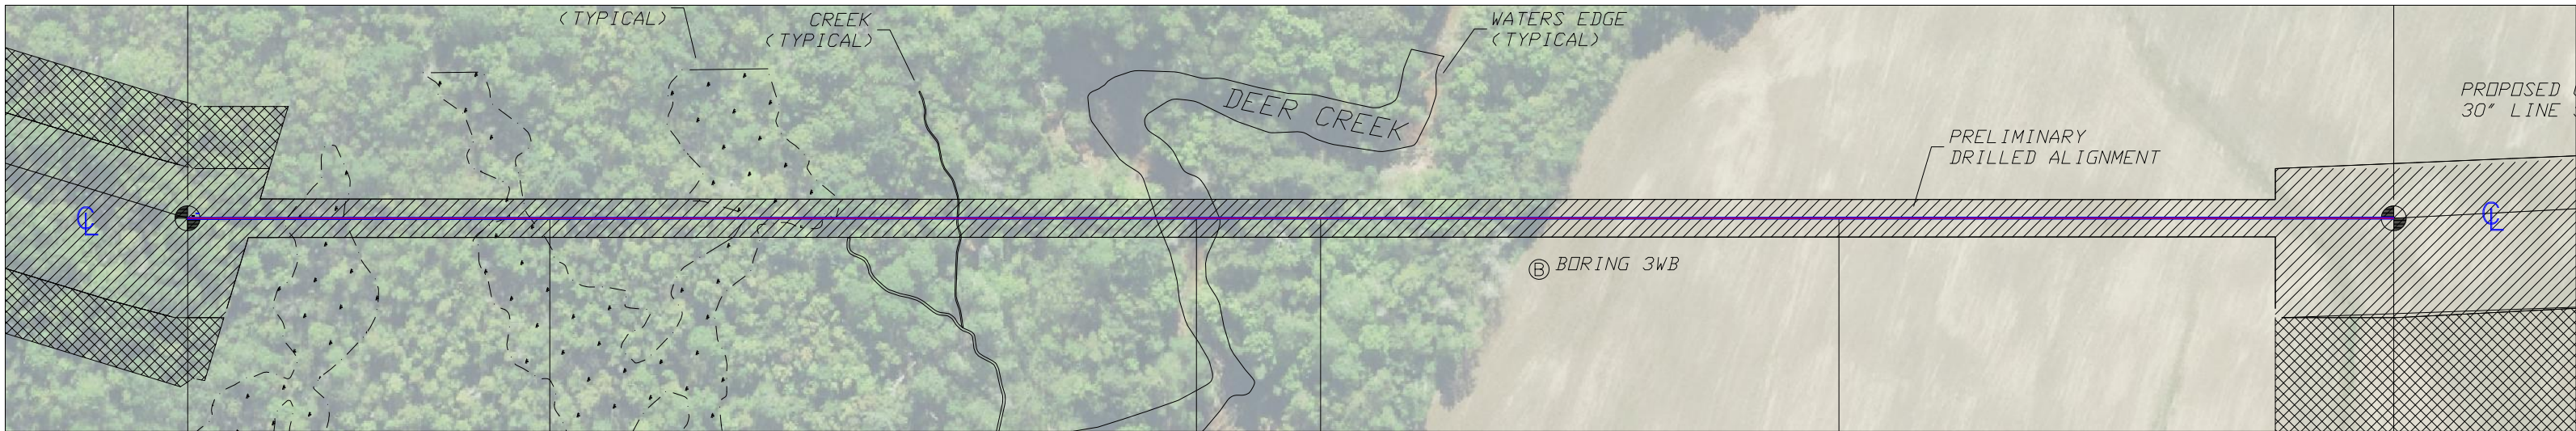 (TYPICAL)
CREEK
(TYPICAL)
WATERS EDGE
(TYPICAL)
DEER CREEK
PROPOSED
30" LINE
PRELIMINARY
DRILLED ALIGNMENT
℄
℄
Ⓑ BORING 3WB